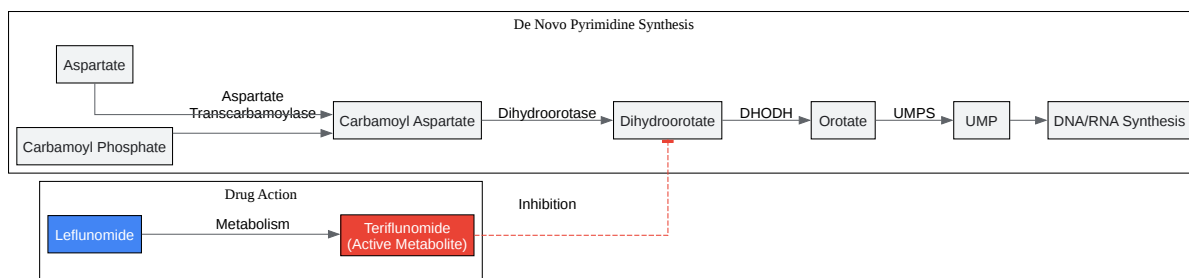 De Novo Pyrimidine Synthesis
Aspartate
Aspartate
Transcarbamoylase
Carbamoyl Phosphate
Carbamoyl Aspartate
Dihydroorotase
Dihydroorotate
DHODH
Orotate
UMPS
UMP
DNA/RNA Synthesis
Drug Action
Leflunomide
Metabolism
Teriflunomide
(Active Metabolite)
Inhibition